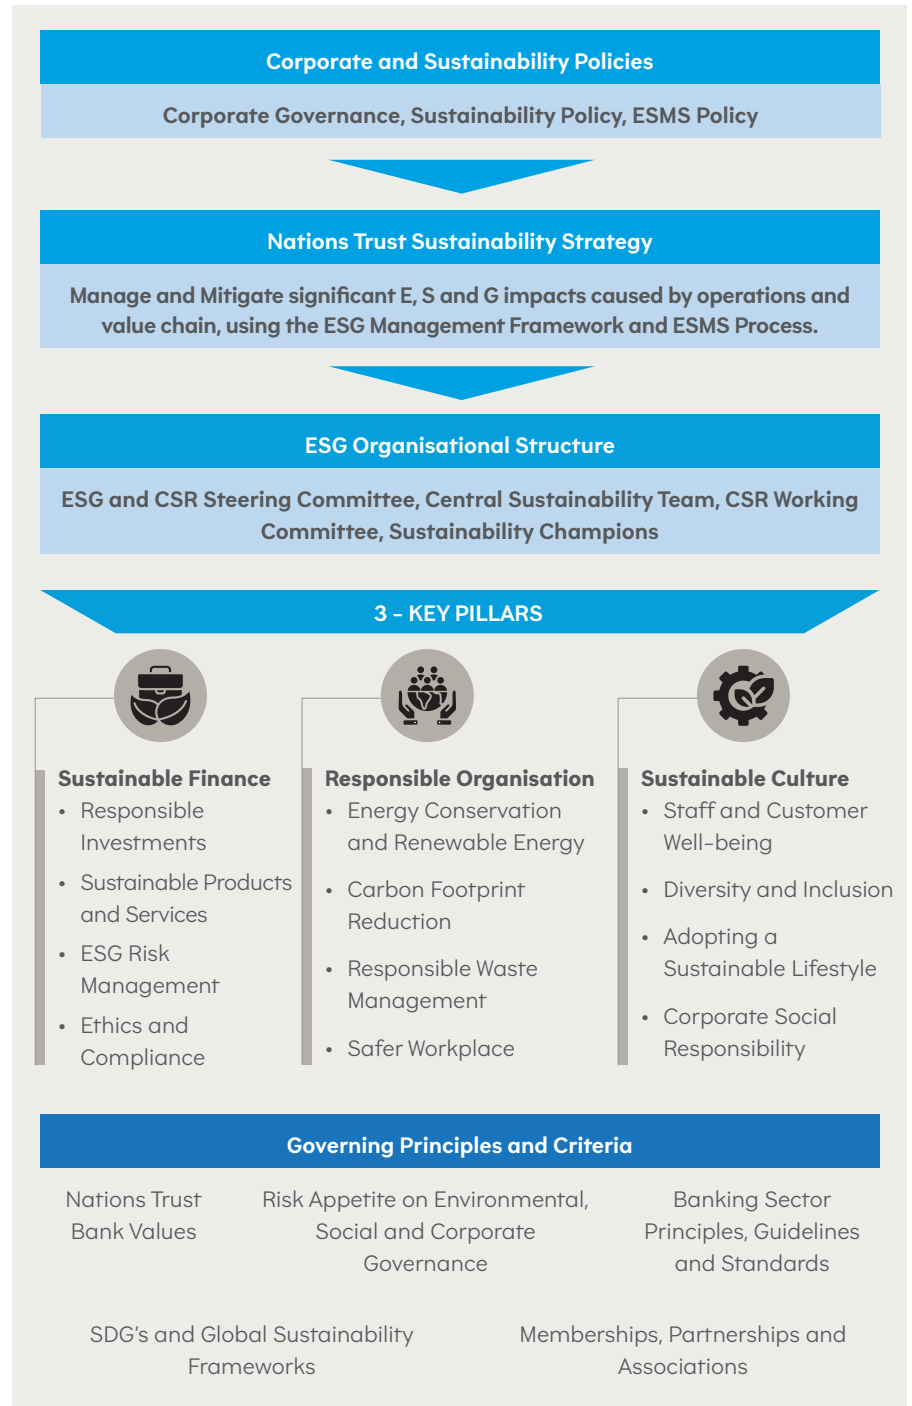 Corporate and Sustainability Policies
Corporate Governance, Sustainability Policy, ESMS Policy
Nations Trust Sustainability Strategy
Manage and Mitigate significant E, S and G impacts caused by operations and
value chain, using the ESG Management Framework and ESMS Process.
ESG Organisational Structure
ESG and CSR Steering Committee, Central Sustainability Team, CSR Working
Committee, Sustainability Champions
3 - KEY PILLARS
Sustainable Finance
• Responsible
Investments
• Sustainable Products
and Services
• ESG Risk
Management
• Ethics and
Compliance
Responsible Organisation
• Energy Conservation
and Renewable Energy
• Carbon Footprint
Reduction
• Responsible Waste
Management
• Safer Workplace
Sustainable Culture
• Staff and Customer
Well-being
• Diversity and Inclusion
• Adopting a
Sustainable Lifestyle
• Corporate Social
Responsibility
Governing Principles and Criteria
Nations Trust
Bank Values
Risk Appetite on Environmental,
Social and Corporate
Governance
Banking Sector
Principles, Guidelines
and Standards
SDG's and Global Sustainability
Frameworks
Memberships, Partnerships and
Associations